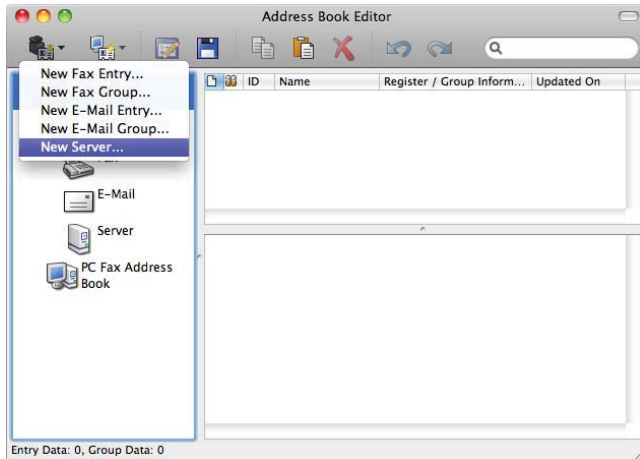 Address Book Editor
New Fax Entry...
New Fax Group...
New E-Mail Entry...
New E-Mail Group...
New Server...
ID Name Register / Group Inform... Updated On
E-Mail
Server
PC Fax Address
Book
Entry Data: 0, Group Data: 0